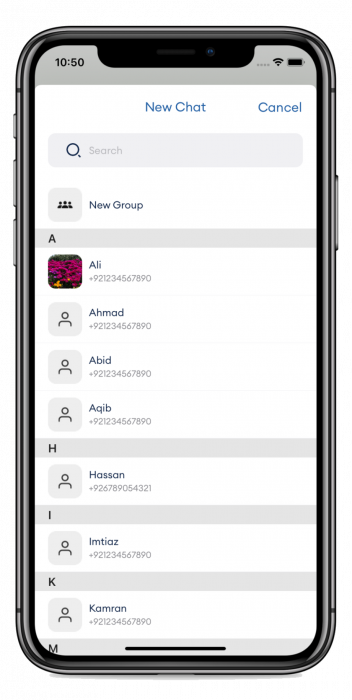 10:50
New Chat
Cancel
Search
New Group
A
Ali
+921234567890
Ahmad
+921234567890
Abid
+921234567890
Aqib
+921234567890
H
Hassan
+926789054321
I
Imtiaz
+921234567890
K
Kamran
+921234567890
M